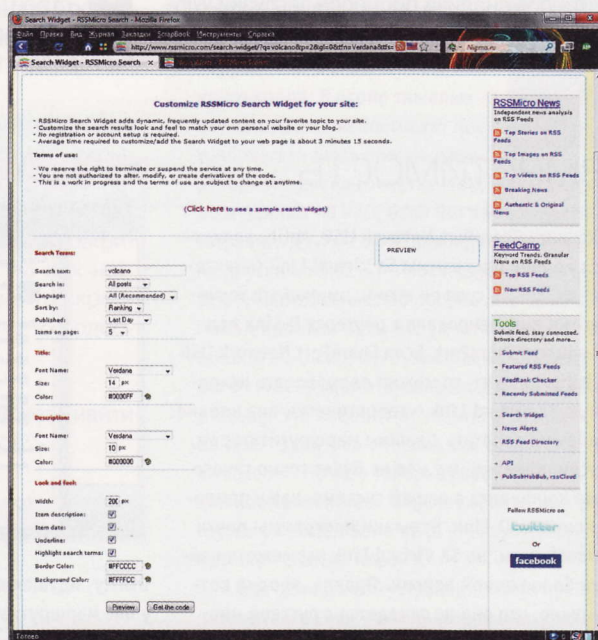 Search Widget - RSSMicro Search - Mozilla Firefox
Файл Правка Вид Журнал Закладки ScrapBook Инструменты Справка
http://www.rssmicro.com/search-widget/?q=volcano&p=2&gl=0&tfn=Verdana&tfs=
Nigma.ru
Search Widget - RSSMicro Search
Customize RSSMicro Search Widget for your site:
- RSSMicro Search Widget adds dynamic, frequently updated content on your favorite topic to your site.
- Customize the search results look and feel to match your own personal website or your blog.
- No registration or account setup is required.
- Average time required to customize/add the Search Widget to your web page is about 3 minutes 15 seconds.
Terms of use:
- We reserve the right to terminate or suspend the service at any time.
- You are not authorized to alter, modify, or create derivatives of the code.
- This is a work in progress and the terms of use are subject to change at anytime.
(Click here to see a sample search widget)
PREVIEW
Search Terms:
Search text: volcano
Search in: All posts
Language: All (Recommended)
Sort by: Ranking
Published: Last Day
Items on page: 5
Title:
Font Name: Verdana
Size: 14 px
Color: #0000FF
Description:
Font Name: Verdana
Size: 10 px
Color: #000000
Look and feel:
width: 200 px
Item description:
Item date:
Underline:
Highlight search terms:
Border Color: #FFCCCC
Background Color: #FFFFCC
Preview Get the code
RSSMicro News
Independent news analysis
on RSS Feeds
Top Stories on RSS
Feeds
Top Images on RSS
Feeds
Top Videos on RSS Feeds
Breaking News
Authentic & Original
News
FeedCamp
Keyword Trends, Granular
News on RSS Feeds
Top RSS Feeds
New RSS Feeds
Tools
Submit feed, stay connected,
browse directory and more...
Submit Feed
Featured RSS Feeds
FeedRank Checker
Recently Submitted Feeds
Search Widget
News Alerts
RSS Feed Directory
API
PubSubHubBub, rssCloud
Follow RSSMicro on
twitter
Or
facebook
Готово